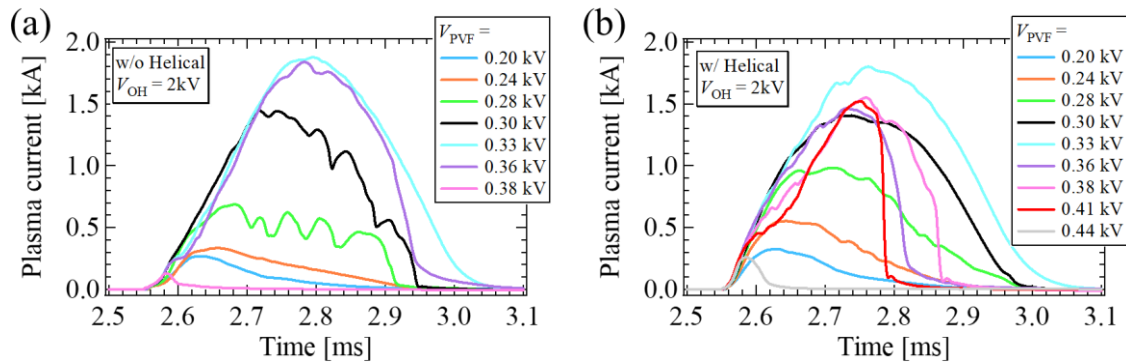 (a)
Plasma current [kA]
2.0
1.5
1.0
0.5
0.0
w/o Helical
V_OH = 2kV
V_PVF =
0.20 kV
0.24 kV
0.28 kV
0.30 kV
0.33 kV
0.36 kV
0.38 kV
2.5 2.6 2.7 2.8 2.9 3.0 3.1
Time [ms]
(b)
Plasma current [kA]
2.0
1.5
1.0
0.5
0.0
w/ Helical
V_OH = 2kV
V_PVF =
0.20 kV
0.24 kV
0.28 kV
0.30 kV
0.33 kV
0.36 kV
0.38 kV
0.41 kV
0.44 kV
2.5 2.6 2.7 2.8 2.9 3.0 3.1
Time [ms]